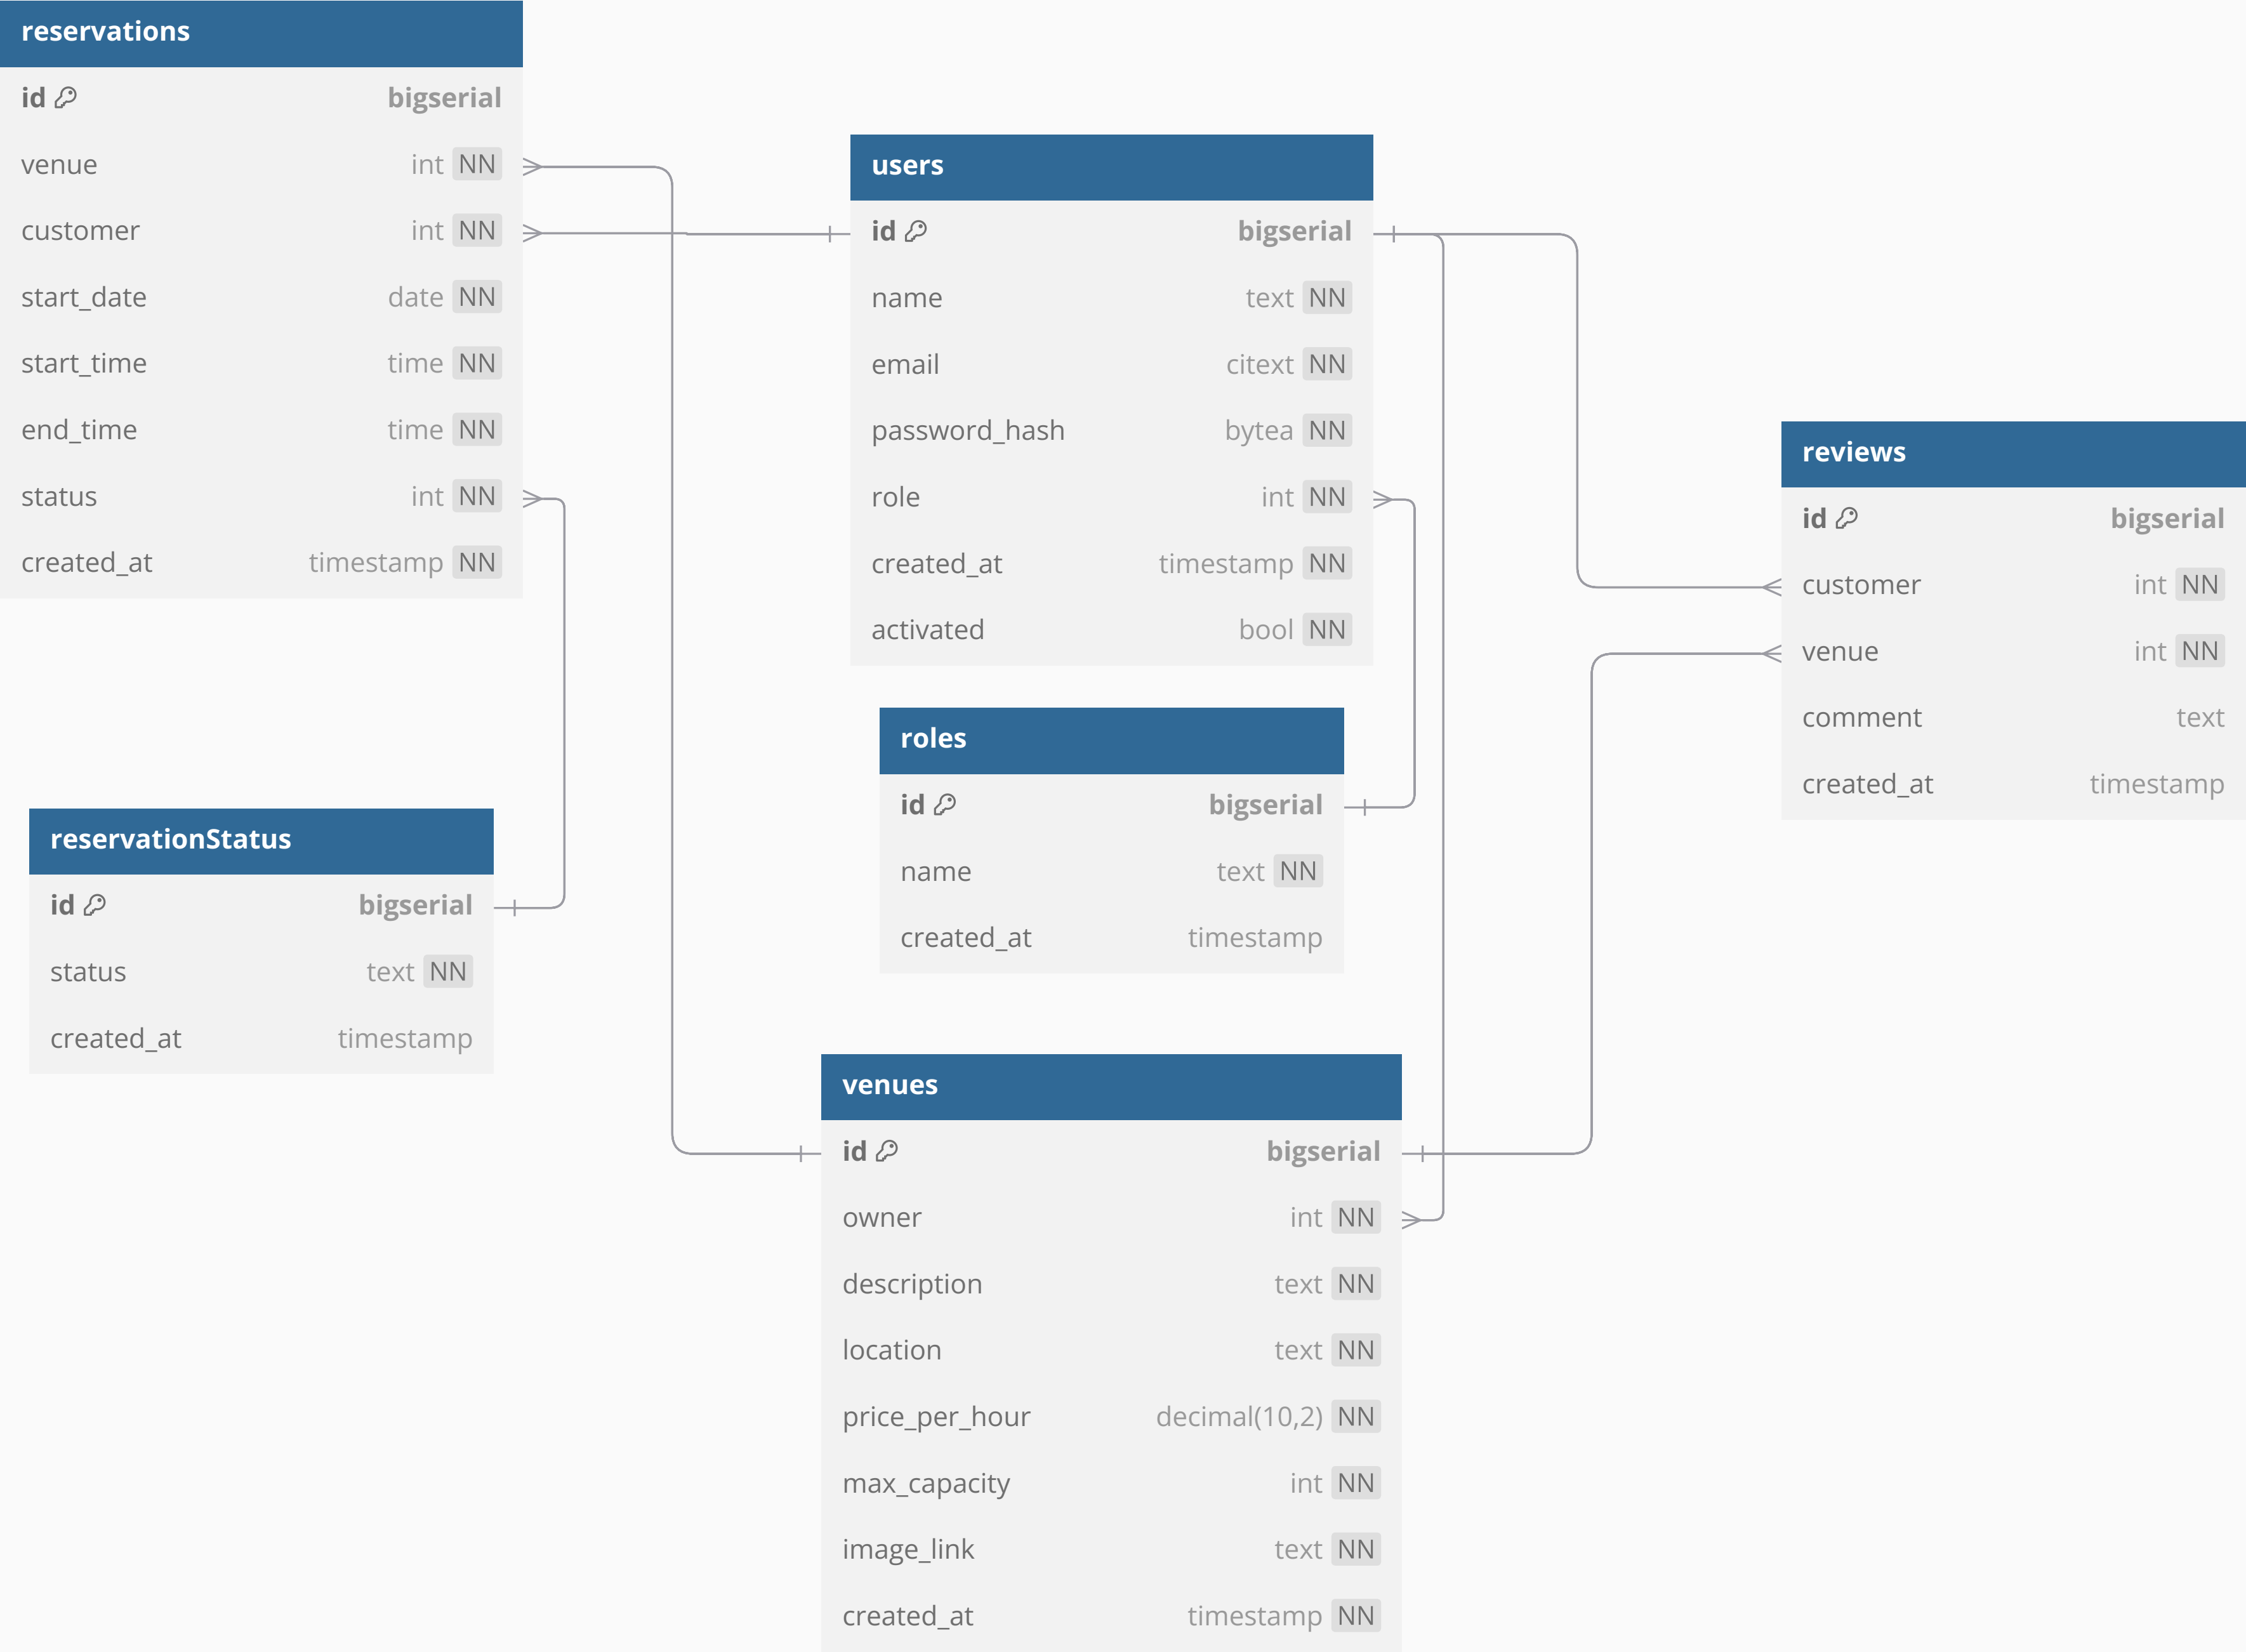 reservations
id bigserial
venue int NN
customer int NN
start_date date NN
start_time time NN
end_time time NN
status int NN
created_at timestamp NN
users
id bigserial
name text NN
email citext NN
password_hash bytea NN
role int NN
created_at timestamp NN
activated bool NN
reviews
id bigserial
customer int NN
venue int NN
comment text
created_at timestamp
roles
id bigserial
name text NN
created_at timestamp
reservationStatus
id bigserial
status text NN
created_at timestamp
venues
id bigserial
owner int NN
description text NN
location text NN
price_per_hour decimal(10,2) NN
max_capacity int NN
image_link text NN
created_at timestamp NN